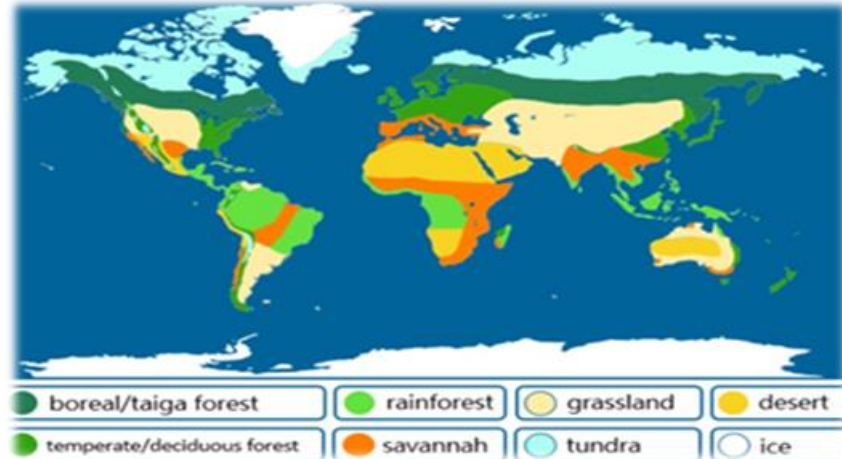 boreal/taiga forest rainforest grassland desert
temperate/deciduous forest savannah tundra ice